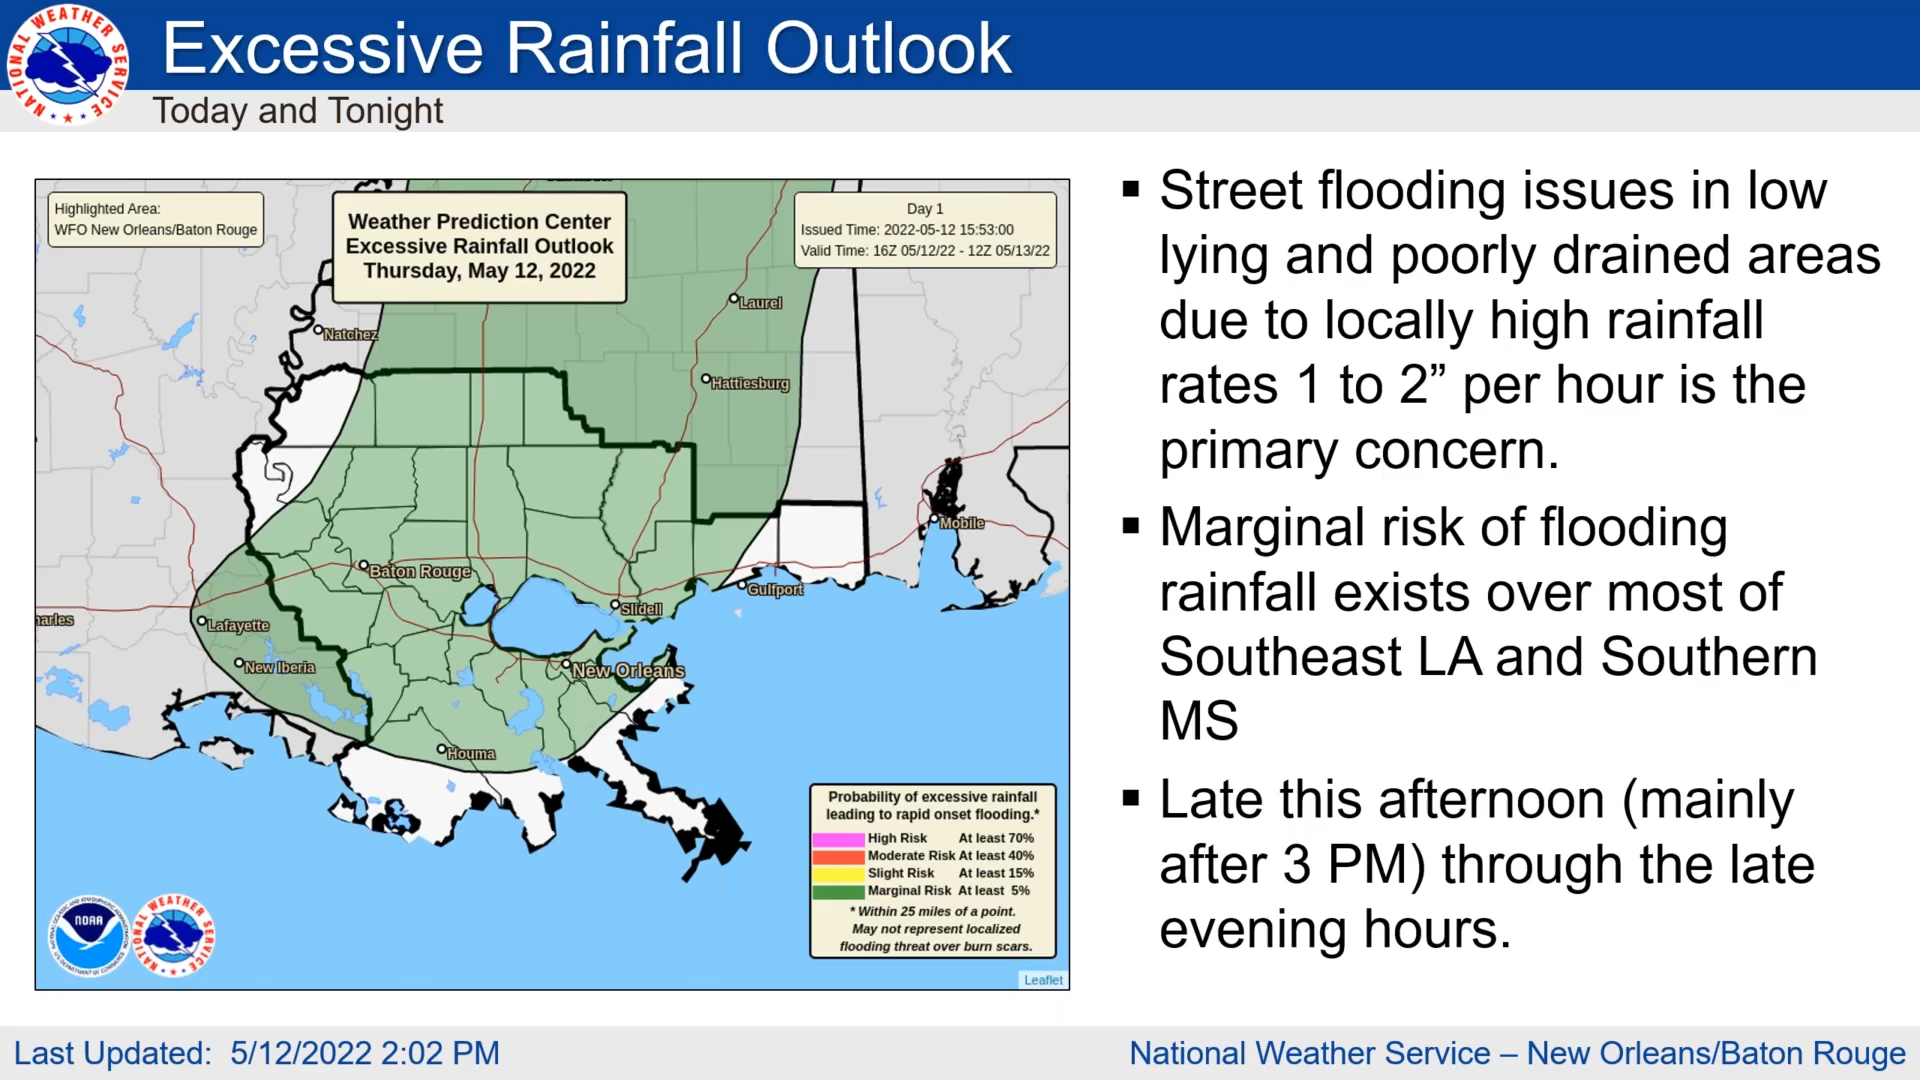 Excessive Rainfall Outlook
Today and Tonight
NATIONAL WEATHER SERVICE
Highlighted Area:
WFO New Orleans/Baton Rouge
Weather Prediction Center
Excessive Rainfall Outlook
Thursday, May 12, 2022
Day 1
Issued Time: 2022-05-12 15:53:00
Valid Time: 16Z 05/12/22 - 12Z 05/13/22
Laurel
Natchez
Hattiesburg
Mobile
Baton Rouge
Gulfport
Slidell
harles
Lafayette
New Iberia
New Orleans
Houma
Probability of excessive rainfall
leading to rapid onset flooding.*
High Risk At least 70%
Moderate Risk At least 40%
Slight Risk At least 15%
Marginal Risk At least 5%
* Within 25 miles of a point.
May not represent localized
flooding threat over burn scars.
NOAA
NATIONAL WEATHER SERVICE
Leaflet
▪ Street flooding issues in low
lying and poorly drained areas
due to locally high rainfall
rates 1 to 2” per hour is the
primary concern.
▪ Marginal risk of flooding
rainfall exists over most of
Southeast LA and Southern
MS
▪ Late this afternoon (mainly
after 3 PM) through the late
evening hours.
Last Updated: 5/12/2022 2:02 PM
National Weather Service – New Orleans/Baton Rouge